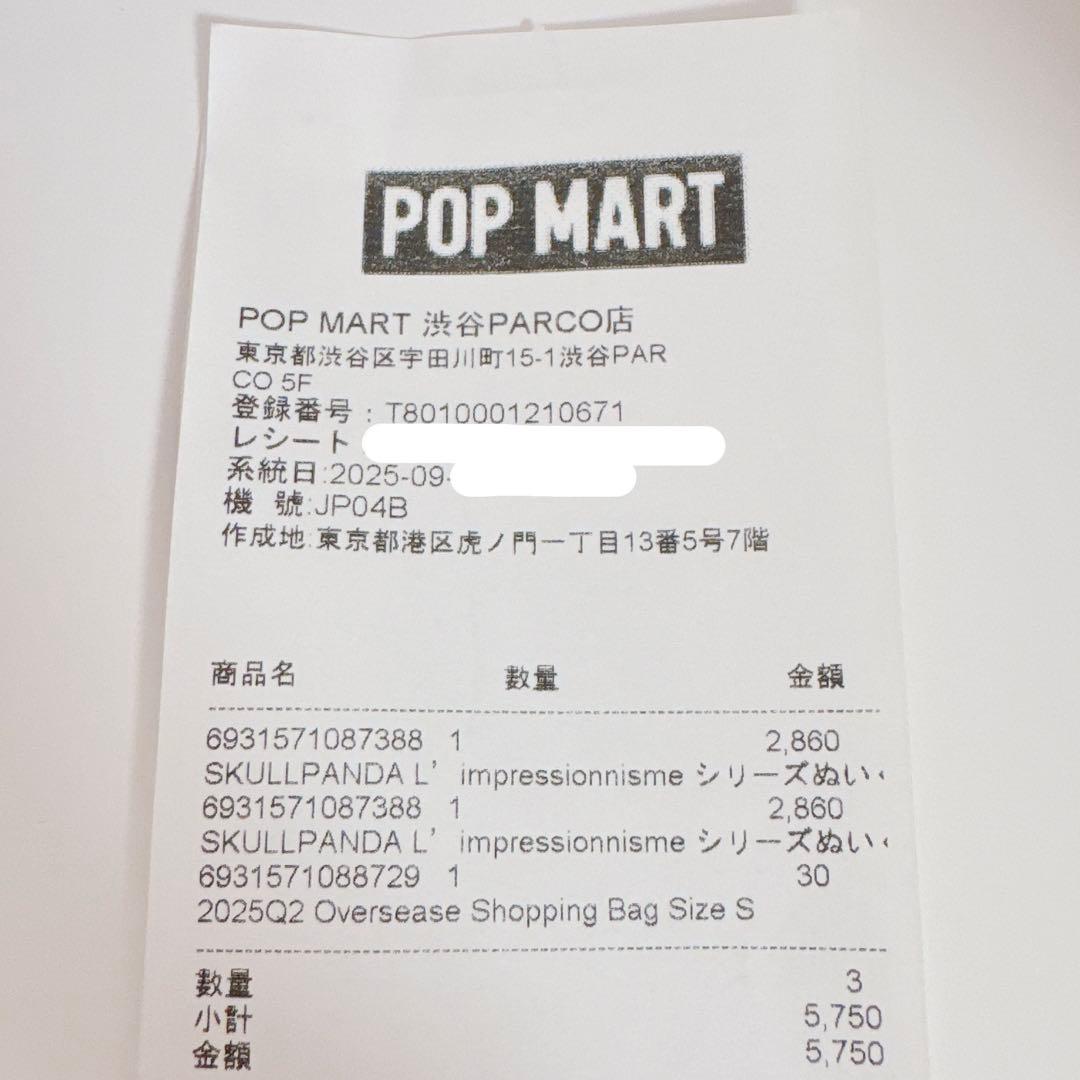 POP MART
POP MART 渋谷PARCO店
東京都渋谷区宇田川町15-1渋谷PAR
CO 5F
登録番号 : T8010001210671
レシート
系統日:2025-09-
機 號:JP04B
作成地:東京都港区虎ノ門一丁目13番5号7階
商品名 数量 金額
6931571087388 1 2,860
SKULLPANDA L’ impressionnisme シリーズぬい
6931571087388 1 2,860
SKULLPANDA L’ impressionnisme シリーズぬい
6931571088729 1 30
2025Q2 Oversease Shopping Bag Size S
数量 3
小計 5,750
金額 5,750